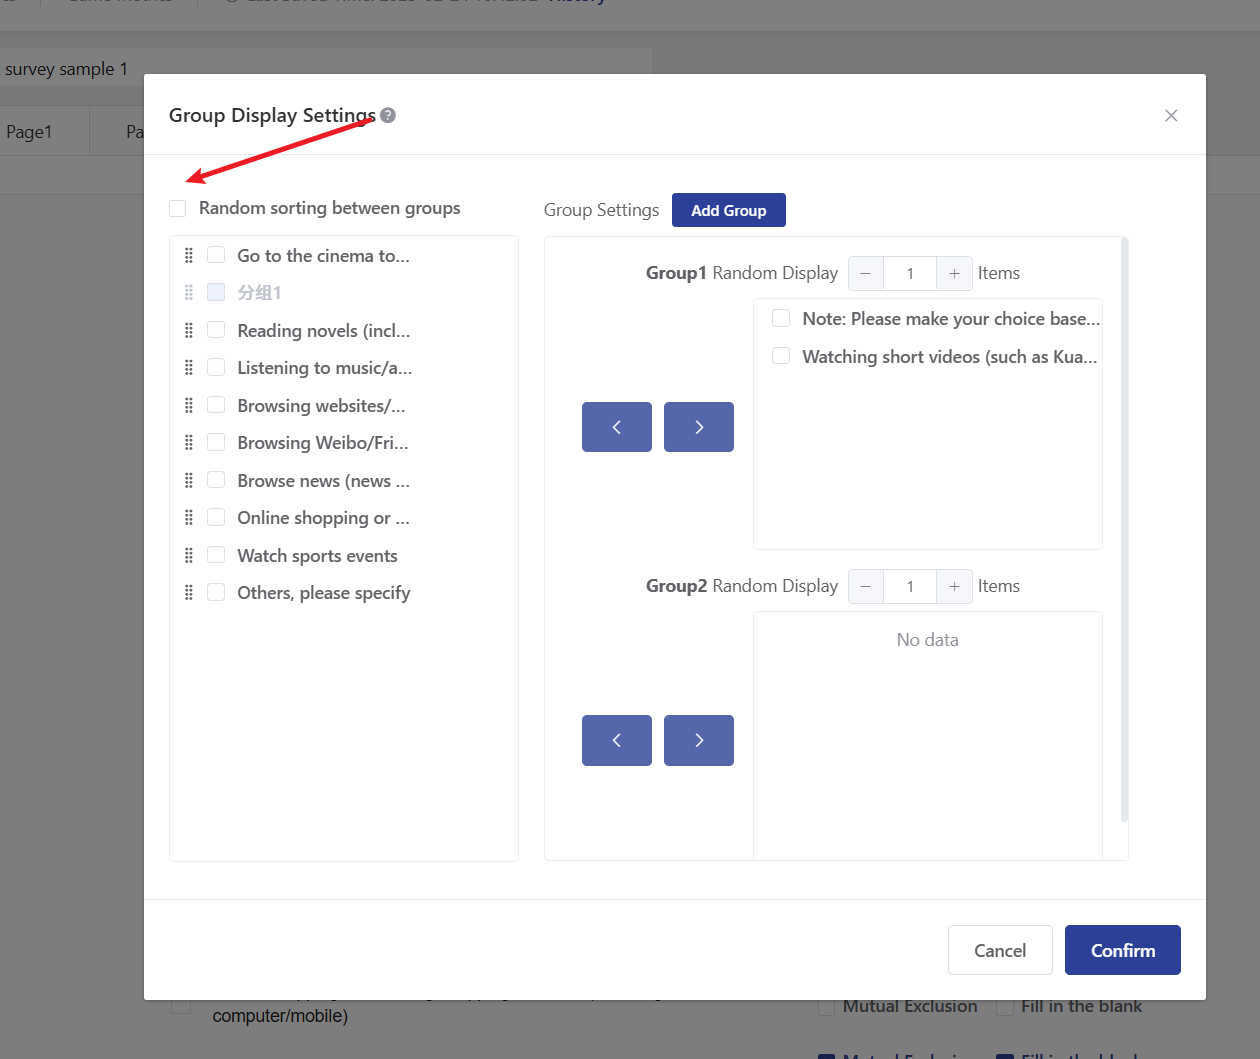 History
survey sample 1
Group Display Settings
Page1
Pa
Random sorting between groups
Group Settings
Add Group
Go to the cinema to...
分组1
Reading novels (incl...
Listening to music/a...
Browsing websites/...
Browsing Weibo/Fri...
Browse news (news ...
Online shopping or ...
Watch sports events
Others, please specify
Group1 Random Display − 1 + Items
Note: Please make your choice base...
Watching short videos (such as Kua...
Group2 Random Display − 1 + Items
No data
Cancel
Confirm
computer/mobile)
Mutual Exclusion
Fill in the blank